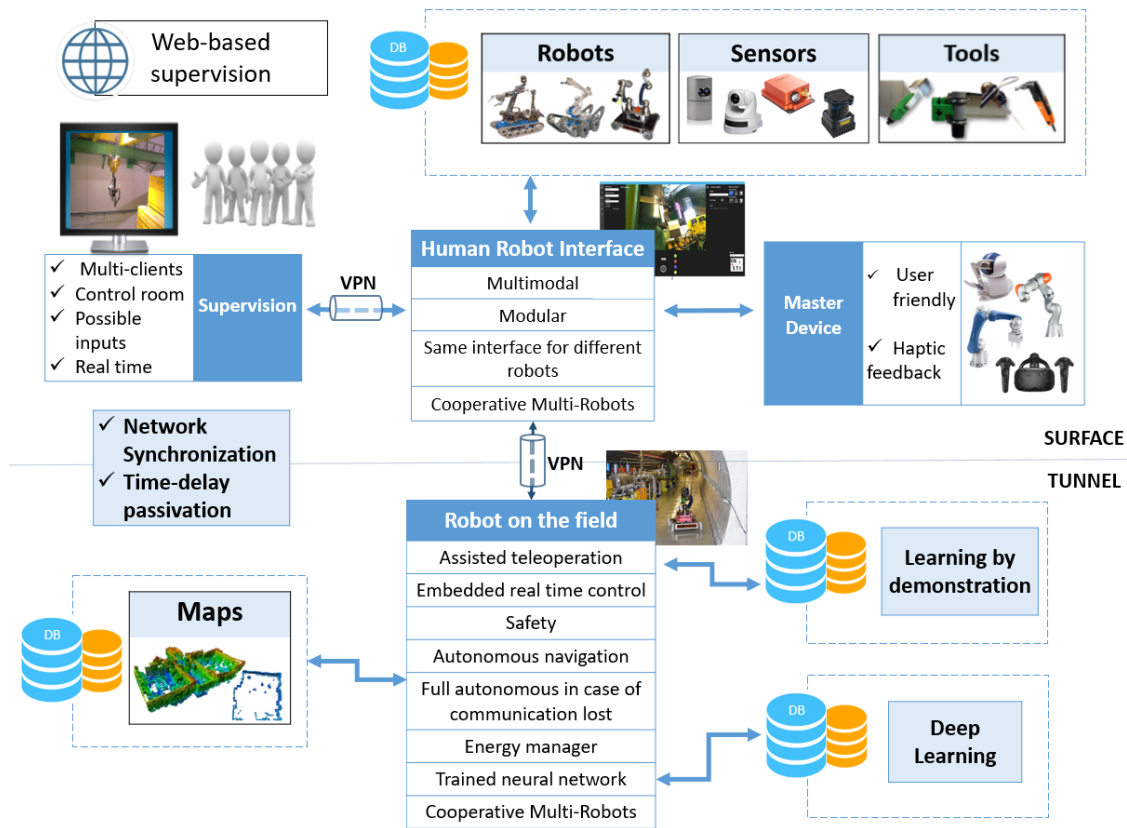 Web-based
supervision
DB
Robots
Sensors
Tools
Human Robot Interface
Multimodal
Modular
Same interface for different
robots
Cooperative Multi-Robots
✓ Multi-clients
✓ Control room
✓ Possible
inputs
✓ Real time
Supervision
VPN
Master
Device
✓ User
friendly
✓ Haptic
feedback
✓ Network
Synchronization
✓ Time-delay
passivation
VPN
SURFACE
TUNNEL
Robot on the field
Assisted teleoperation
Embedded real time control
Safety
Autonomous navigation
Full autonomous in case of
communication lost
Energy manager
Trained neural network
Cooperative Multi-Robots
DB
Learning by
demonstration
DB
Maps
DB
Deep
Learning